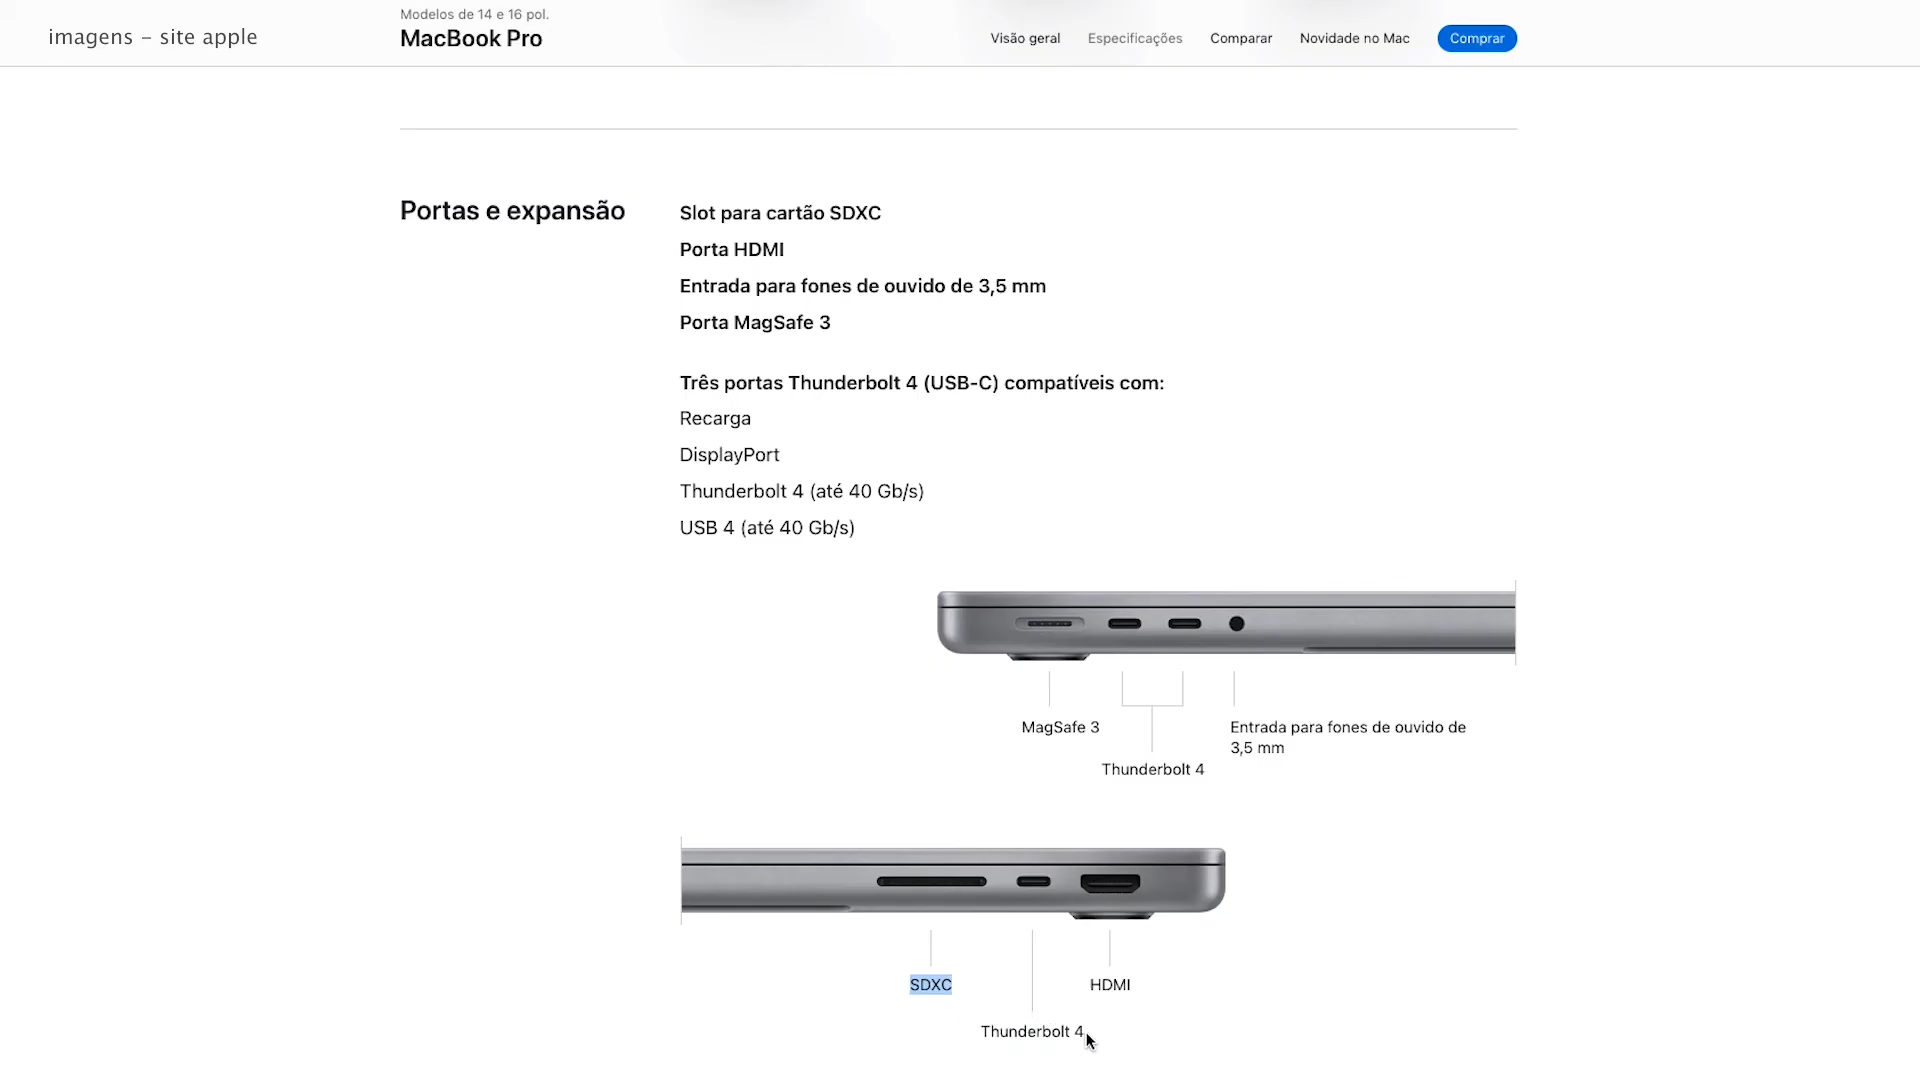 imagens – site apple
Modelos de 14 e 16 pol.
MacBook Pro
Visão geral
Especificações
Comparar
Novidade no Mac
Comprar
Portas e expansão
Slot para cartão SDXC
Porta HDMI
Entrada para fones de ouvido de 3,5 mm
Porta MagSafe 3
Três portas Thunderbolt 4 (USB-C) compatíveis com:
Recarga
DisplayPort
Thunderbolt 4 (até 40 Gb/s)
USB 4 (até 40 Gb/s)
MagSafe 3
Thunderbolt 4
Entrada para fones de ouvido de
3,5 mm
SDXC
HDMI
Thunderbolt 4